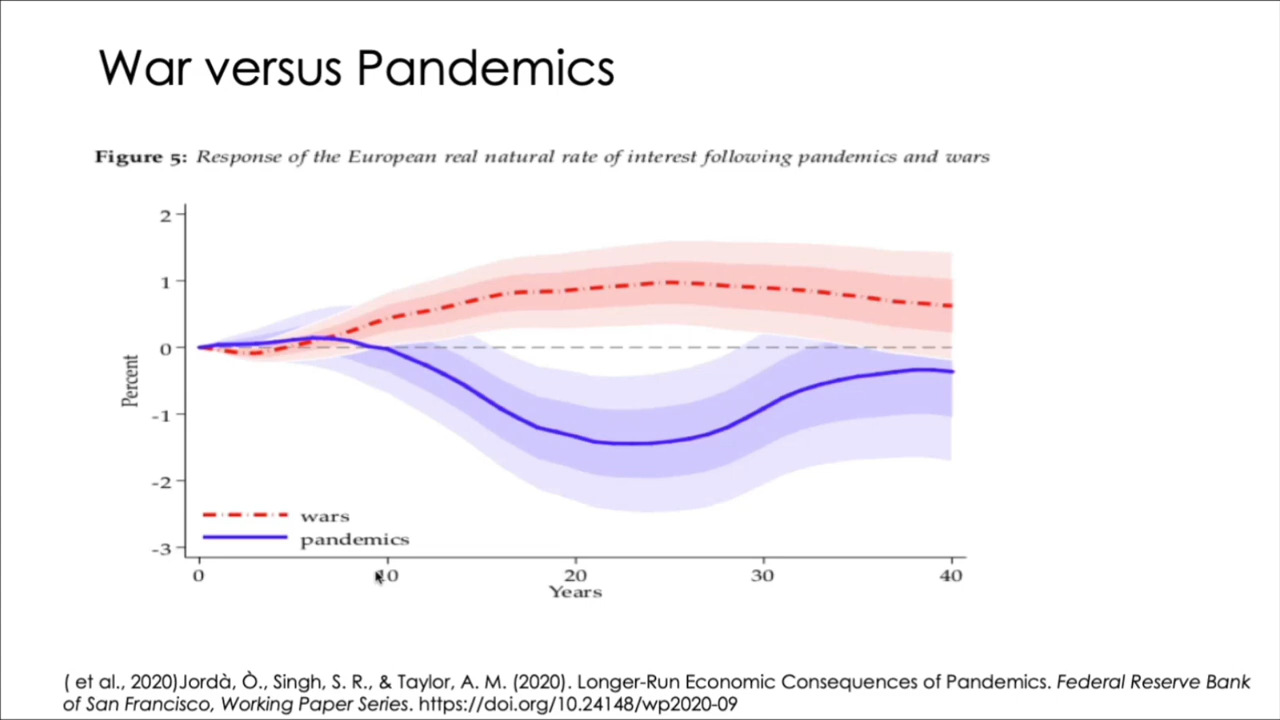 War versus Pandemics
Figure 5: Response of the European real natural rate of interest following pandemics and wars
2
1
0
-1
-2
-3
Percent
wars
pandemics
0 10 20 30 40
Years
( et al., 2020)Jordà, Ò., Singh, S. R., & Taylor, A. M. (2020). Longer-Run Economic Consequences of Pandemics. Federal Reserve Bank
of San Francisco, Working Paper Series. https://doi.org/10.24148/wp2020-09